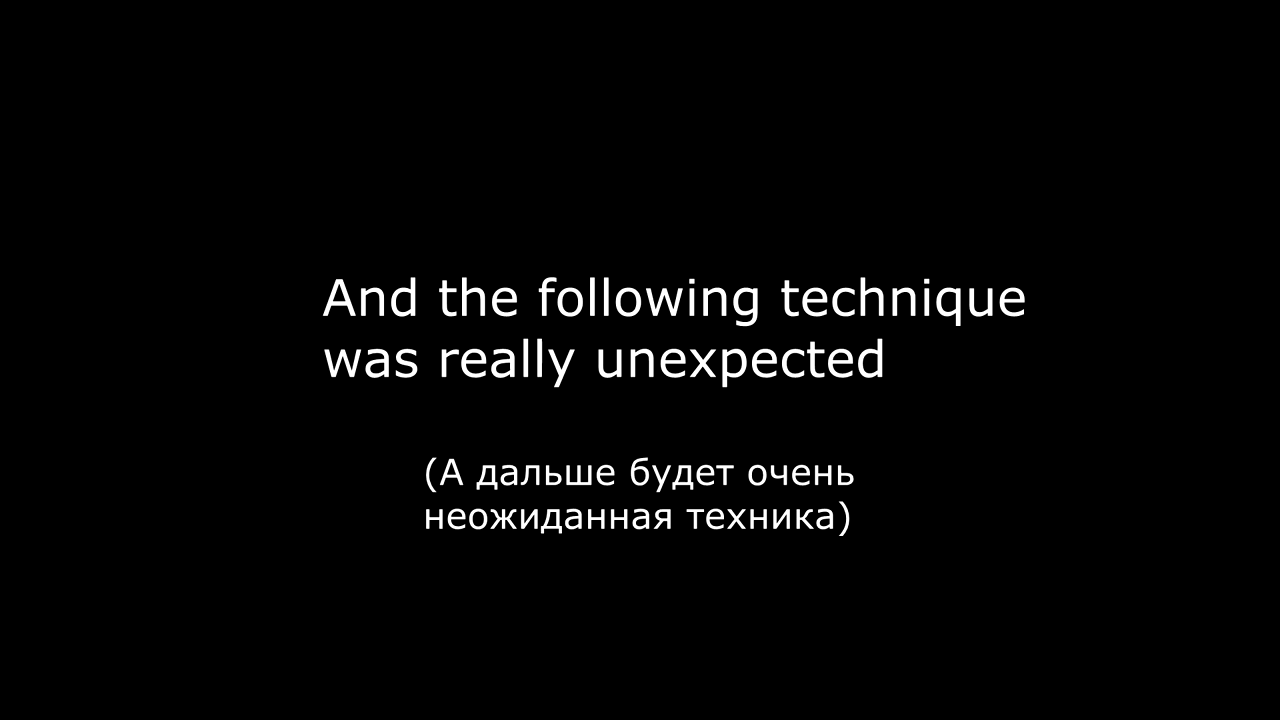 And the following technique
was really unexpected
(А дальше будет очень
неожиданная техника)